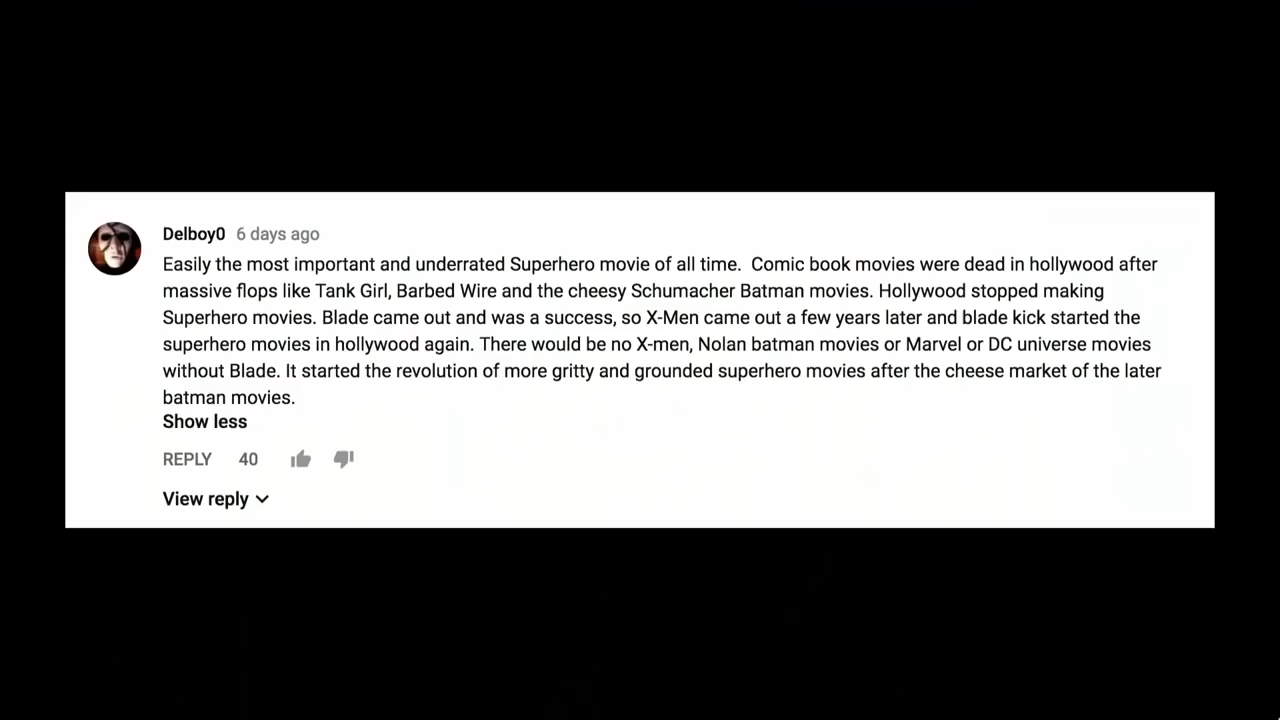 Delboy0 6 days ago
Easily the most important and underrated Superhero movie of all time.  Comic book movies were dead in hollywood after
massive flops like Tank Girl, Barbed Wire and the cheesy Schumacher Batman movies. Hollywood stopped making
Superhero movies. Blade came out and was a success, so X-Men came out a few years later and blade kick started the
superhero movies in hollywood again. There would be no X-men, Nolan batman movies or Marvel or DC universe movies
without Blade. It started the revolution of more gritty and grounded superhero movies after the cheese market of the later
batman movies.
Show less
REPLY 40
View reply